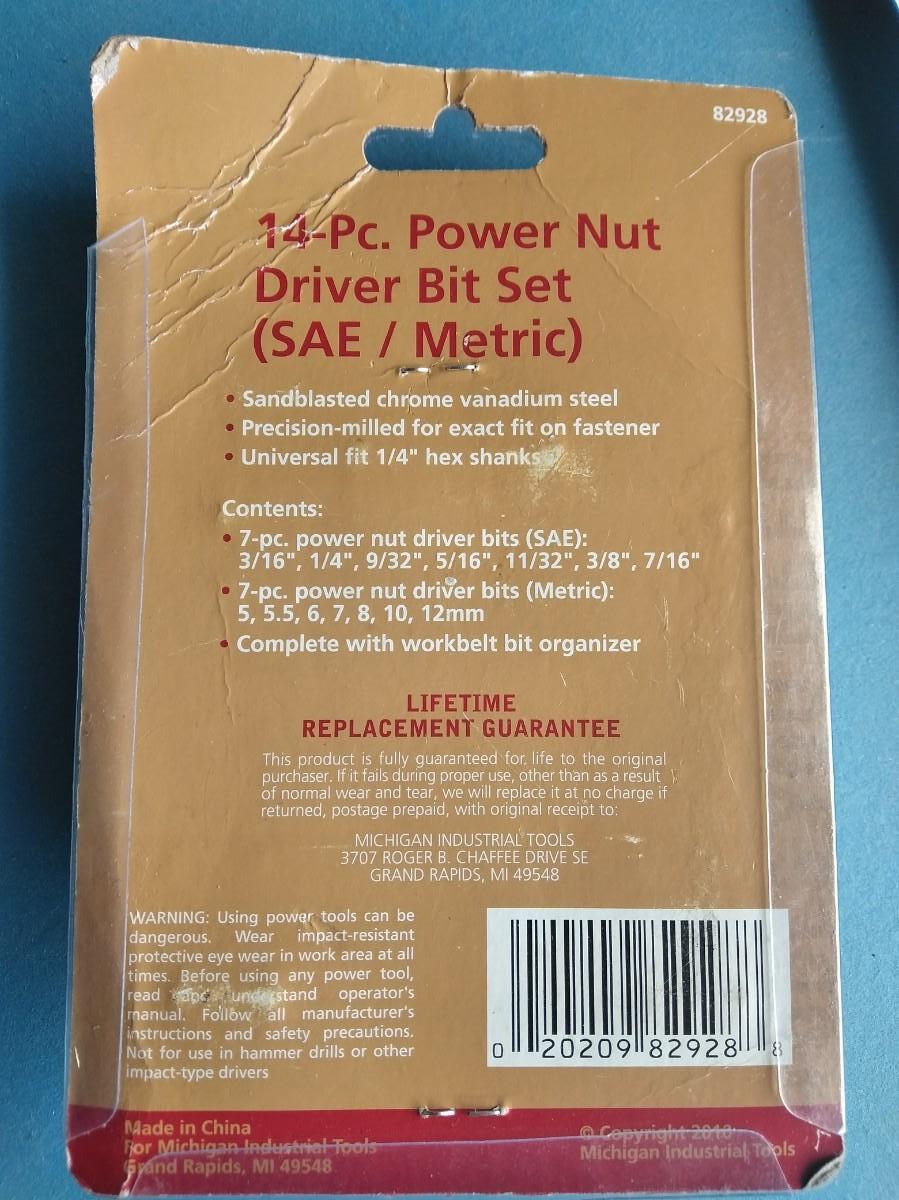 82928
14-Pc. Power Nut
Driver Bit Set
(SAE / Metric)
• Sandblasted chrome vanadium steel
• Precision-milled for exact fit on fastener
• Universal fit 1/4" hex shanks
Contents:
• 7-pc. power nut driver bits (SAE):
3/16", 1/4", 9/32", 5/16", 11/32", 3/8", 7/16"
• 7-pc. power nut driver bits (Metric):
5, 5.5, 6, 7, 8, 10, 12mm
• Complete with workbelt bit organizer
LIFETIME
REPLACEMENT GUARANTEE
This product is fully guaranteed for life to the original
purchaser. If it fails during proper use, other than as a result
of normal wear and tear, we will replace it at no charge if
returned, postage prepaid, with original receipt to:
MICHIGAN INDUSTRIAL TOOLS
3707 ROGER B. CHAFFEE DRIVE SE
GRAND RAPIDS, MI 49548
WARNING: Using power tools can be
dangerous. Wear impact-resistant
protective eye wear in work area at all
times. Before using any power tool,
read and understand operator's
manual. Follow all manufacturer's
instructions and safety precautions.
Not for use in hammer drills or other
impact-type drivers
0 20209 82928 8
Made in China
For Michigan Industrial Tools
Grand Rapids, MI 49548
© Copyright 2010
Michigan Industrial Tools